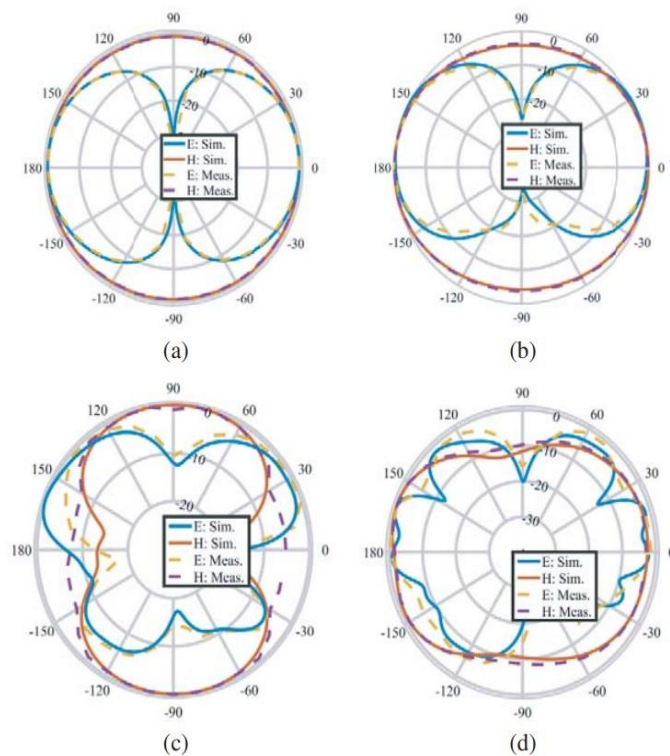 90
120 0 60
-10
150 -20 30
E: Sim.
H: Sim.
180 E: Meas. 0
H: Meas.
-150 -30
-120 -60
-90
(a)
90
120 0 60
-10
150 -20 30
E: Sim.
H: Sim.
180 E: Meas. 0
H: Meas.
-150 -30
-120 -60
-90
(b)
90
120 0 60
-10
150 30
-20
E: Sim.
180 H: Sim. 0
E: Meas.
H: Meas.
-150 -30
-120 -60
-90
(c)
90
120 0 60
-10
150 -20 30
-30
180 E: Sim. 0
H: Sim.
E: Meas.
H: Meas.
-150 -30
-120 -60
-90
(d)